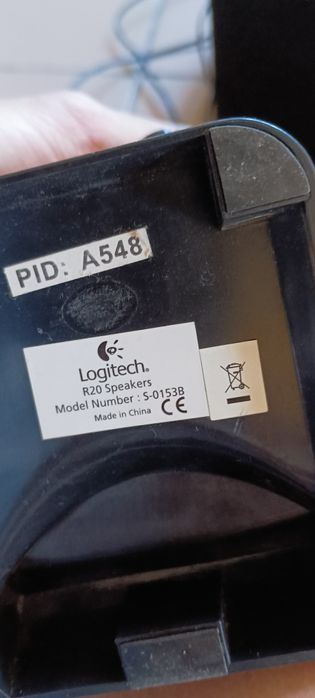 PID: A548
Logitech®
R20 Speakers
Model Number : S-0153B
Made in China CE